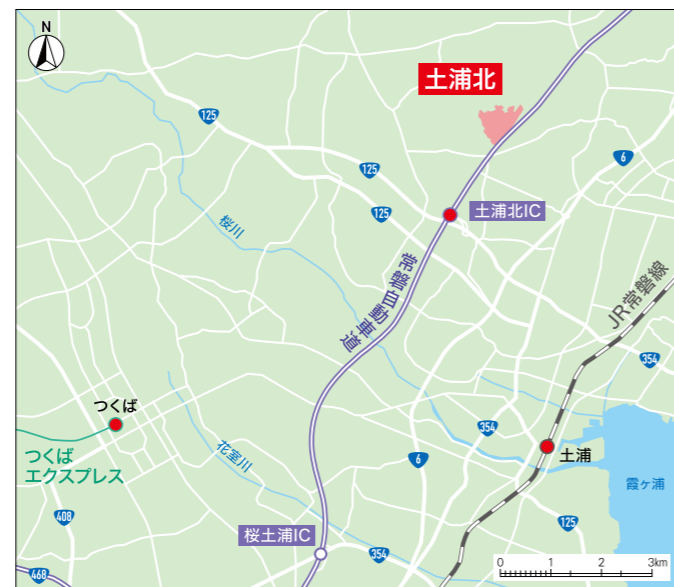 N
土浦北
125
6
125
125
土浦北IC
桜川
常磐自動車道
JR常磐線
354
つくば
つくば
エクスプレス
花室川
354
6
土浦
霞ヶ浦
408
125
桜土浦IC
354
468
0 1 2 3km